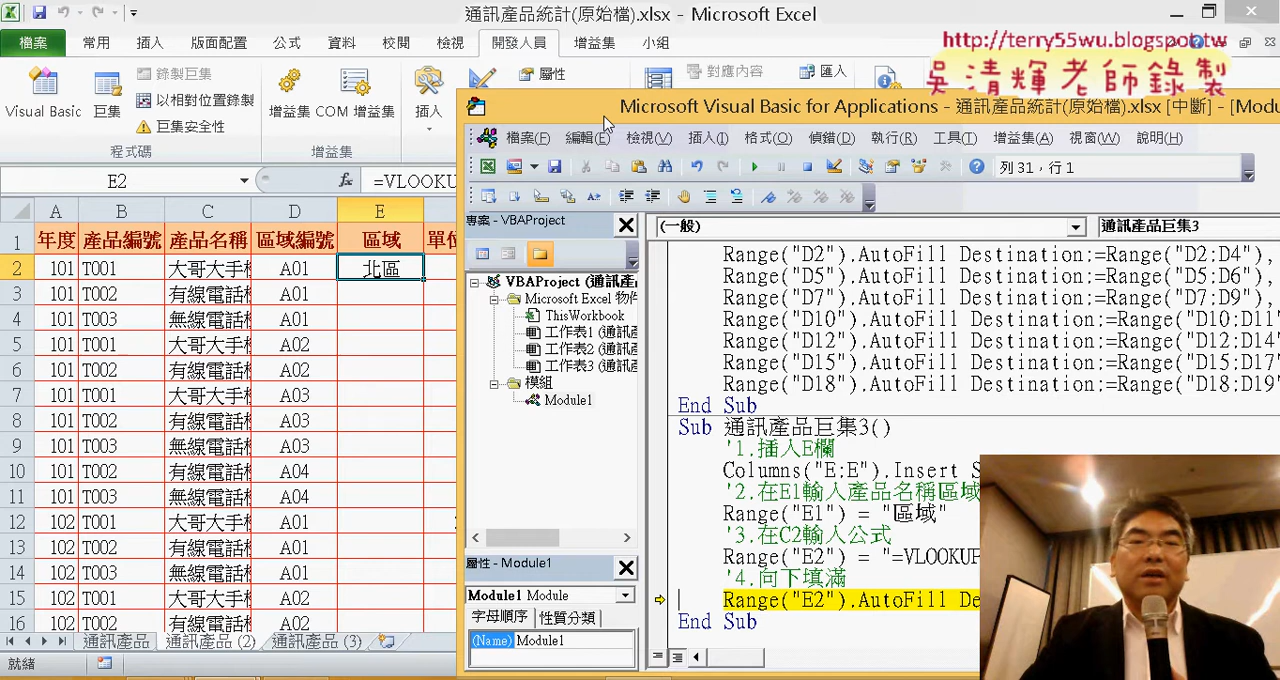 通訊產品統計(原始檔).xlsx - Microsoft Excel
http://terry55wu.blogspot.tw
吳清輝老師錄製
檔案 常用 插入 版面配置 公式 資料 校閱 檢視 開發人員 增益集 小組
Visual Basic 巨集 錄製巨集 以相對位置錄製 巨集安全性 程式碼
增益集 COM 增益集 增益集 插入 屬性 對應內容 匯入
Microsoft Visual Basic for Applications - 通訊產品統計(原始檔).xlsx [中斷] - [Modu
檔案(F) 編輯(E) 檢視(V) 插入(I) 格式(O) 偵錯(D) 執行(R) 工具(T) 增益集(A) 視窗(W) 說明(H)
列 31，行 1
E2 fx =VLOOKU
A B C D E
1 年度 產品編號 產品名稱 區域編號 區域 單位
2 101 T001 大哥大手機 A01 北區
3 101 T002 有線電話機 A01
4 101 T003 無線電話機 A01
5 101 T001 大哥大手機 A02
6 101 T002 有線電話機 A02
7 101 T001 大哥大手機 A03
8 101 T002 有線電話機 A03
9 101 T003 無線電話機 A03
10 101 T002 有線電話機 A04
11 101 T003 無線電話機 A04
12 102 T001 大哥大手機 A01
13 102 T002 有線電話機 A01
14 102 T003 無線電話機 A01
15 102 T001 大哥大手機 A02
16 102 T002 有線電話機 A02
通訊產品 通訊產品 (2) 通訊產品 (3)
就緒
專案 - VBAProject
VBAProject (通訊產
Microsoft Excel 物件
ThisWorkbook
工作表1 (通訊產
工作表2 (通訊產
工作表3 (通訊產
模組
Module1
屬性 - Module1
Module1 Module
字母順序 性質分類
(Name) Module1
(一般) 通訊產品巨集3
Range("D2").AutoFill Destination:=Range("D2:D4"),
Range("D5").AutoFill Destination:=Range("D5:D6"),
Range("D7").AutoFill Destination:=Range("D7:D9"),
Range("D10").AutoFill Destination:=Range("D10:D11"
Range("D12").AutoFill Destination:=Range("D12:D14"
Range("D15").AutoFill Destination:=Range("D15:D17"
Range("D18").AutoFill Destination:=Range("D18:D19"
End Sub
Sub 通訊產品巨集3()
'1.插入E欄
Columns("E:E").Insert S
'2.在E1輸入產品名稱區域
Range("E1") = "區域"
'3.在C2輸入公式
Range("E2") = "=VLOOKUP
'4.向下填滿
Range("E2").AutoFill De
End Sub